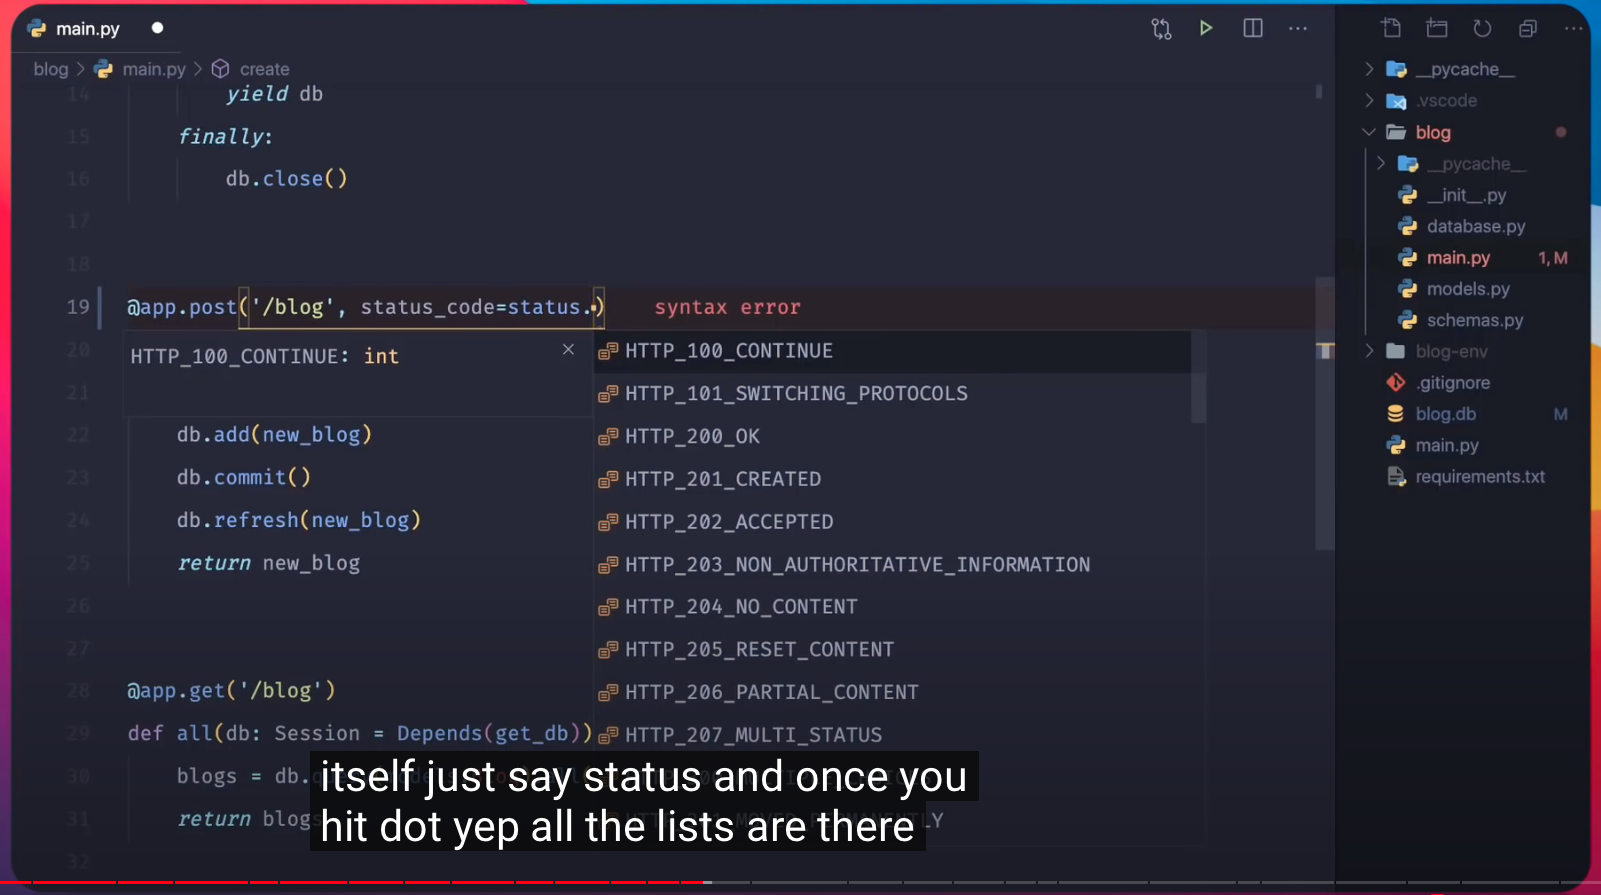 main.py
blog > main.py > create
14 yield db
15 finally:
16 db.close()
17
18
19 @app.post('/blog', status_code=status.) syntax error
20
HTTP_100_CONTINUE: int
21
22 db.add(new_blog)
23 db.commit()
24 db.refresh(new_blog)
25 return new_blog
26
27
28 @app.get('/blog')
29 def all(db: Session = Depends(get_db))
30 blogs = db.
31 return blogs
32
HTTP_100_CONTINUE
HTTP_101_SWITCHING_PROTOCOLS
HTTP_200_OK
HTTP_201_CREATED
HTTP_202_ACCEPTED
HTTP_203_NON_AUTHORITATIVE_INFORMATION
HTTP_204_NO_CONTENT
HTTP_205_RESET_CONTENT
HTTP_206_PARTIAL_CONTENT
HTTP_207_MULTI_STATUS
itself just say status and once you
hit dot yep all the lists are there
__pycache__
.vscode
blog
__pycache__
__init__.py
database.py
main.py 1, M
models.py
schemas.py
blog-env
.gitignore
blog.db M
main.py
requirements.txt